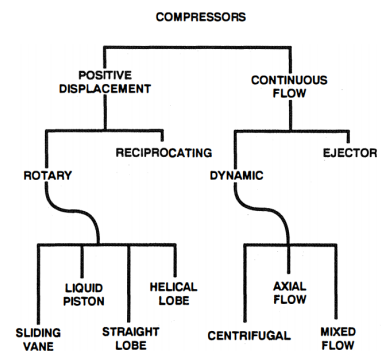 COMPRESSORS
POSITIVE
DISPLACEMENT
CONTINUOUS
FLOW
RECIPROCATING
EJECTOR
ROTARY
DYNAMIC
LIQUID
PISTON
HELICAL
LOBE
AXIAL
FLOW
SLIDING
VANE
STRAIGHT
LOBE
CENTRIFUGAL
MIXED
FLOW